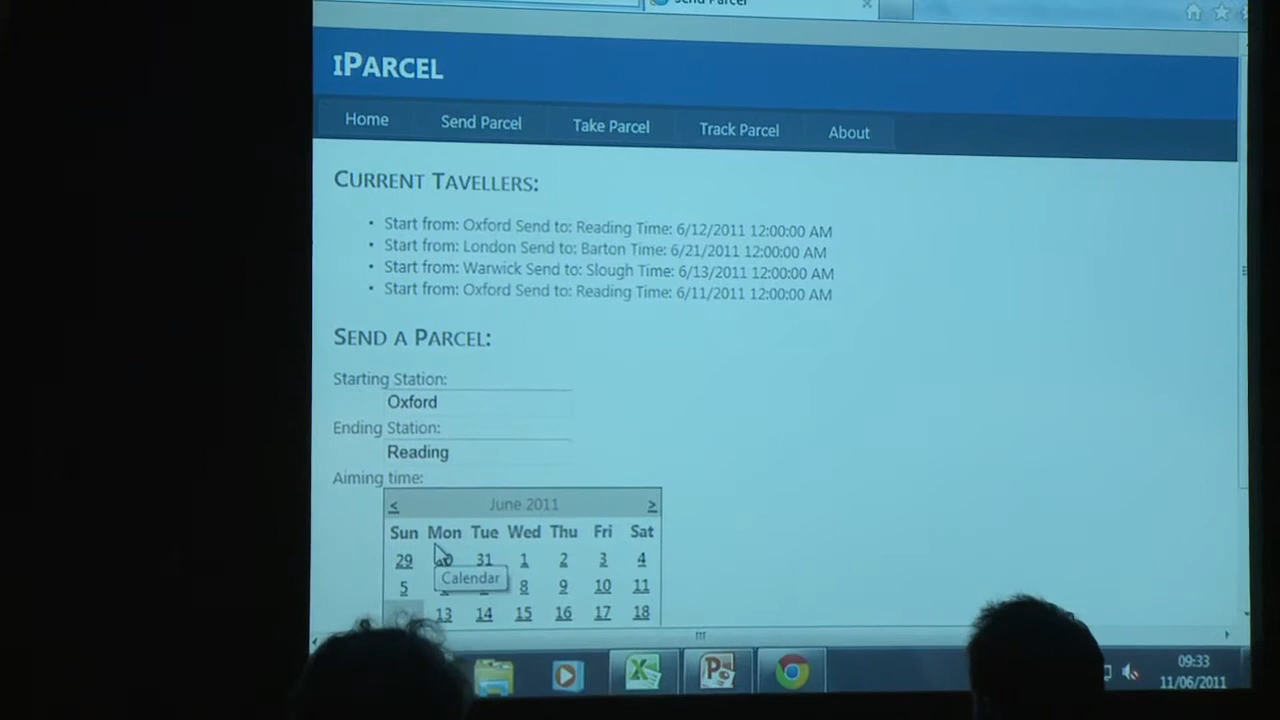 Send Parcel
iPARCEL
Home Send Parcel Take Parcel Track Parcel About
CURRENT TAVELLERS:
• Start from: Oxford Send to: Reading Time: 6/12/2011 12:00:00 AM
• Start from: London Send to: Barton Time: 6/21/2011 12:00:00 AM
• Start from: Warwick Send to: Slough Time: 6/13/2011 12:00:00 AM
• Start from: Oxford Send to: Reading Time: 6/11/2011 12:00:00 AM
SEND A PARCEL:
Starting Station:
Oxford
Ending Station:
Reading
Aiming time:
< June 2011 >
Sun Mon Tue Wed Thu Fri Sat
29 31 1 2 3 4
Calendar
5 8 9 10 11
13 14 15 16 17 18
09:33
11/06/2011